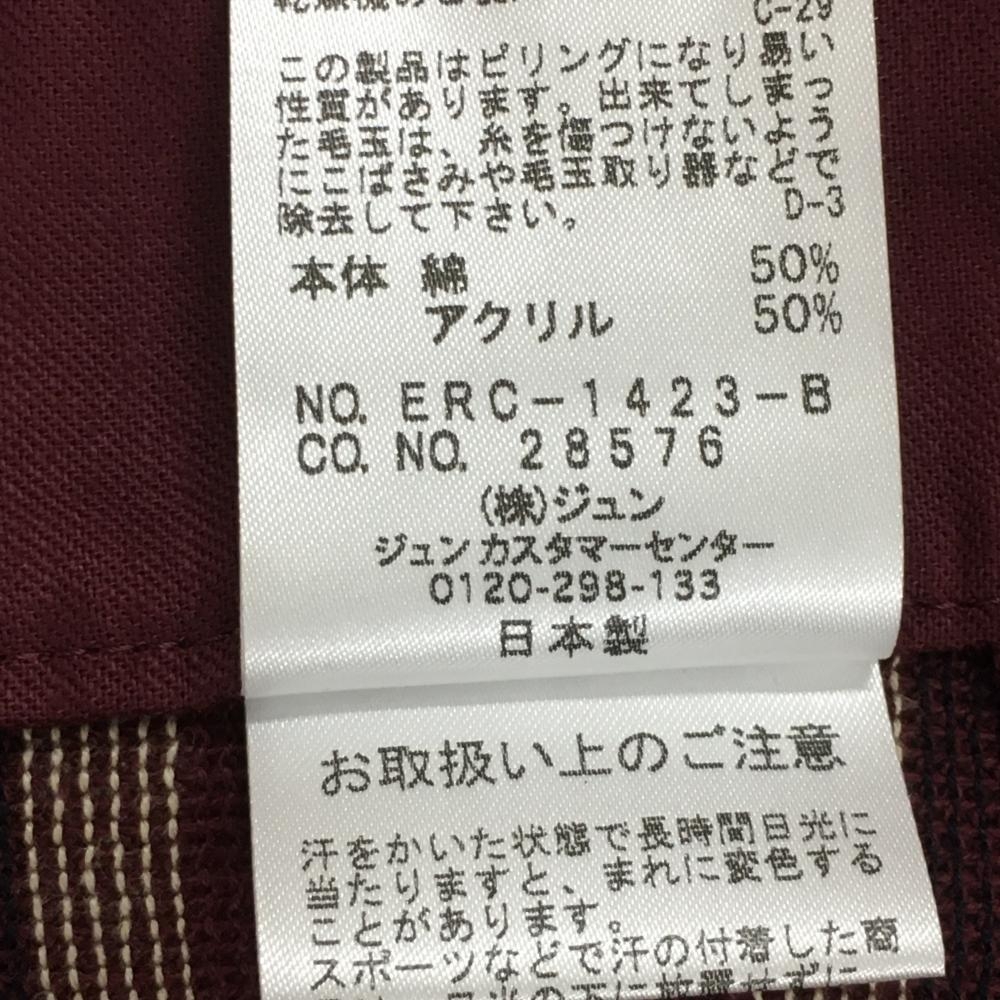 C-29
この製品はピリングになり易い
性質があります。出来てしまっ
た毛玉は、糸を傷つけないよう
にこばさみや毛玉取り器などで
除去して下さい。 D-3
本体 綿 50%
アクリル 50%
NO. ERC-1423-B
CO. NO. 28576
(株)ジュン
ジュンカスタマーセンター
0120-298-133
日本製
お取扱い上のご注意
汗をかいた状態で長時間日光に
当たりますと、まれに変色する
ことがあります。
スポーツなどで汗の付着した商